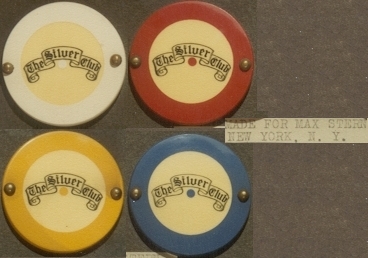 The Silver Club
The Silver Club
MADE FOR MAX STERN
NEW YORK, N. Y.
The Silver Club
The Silver Club